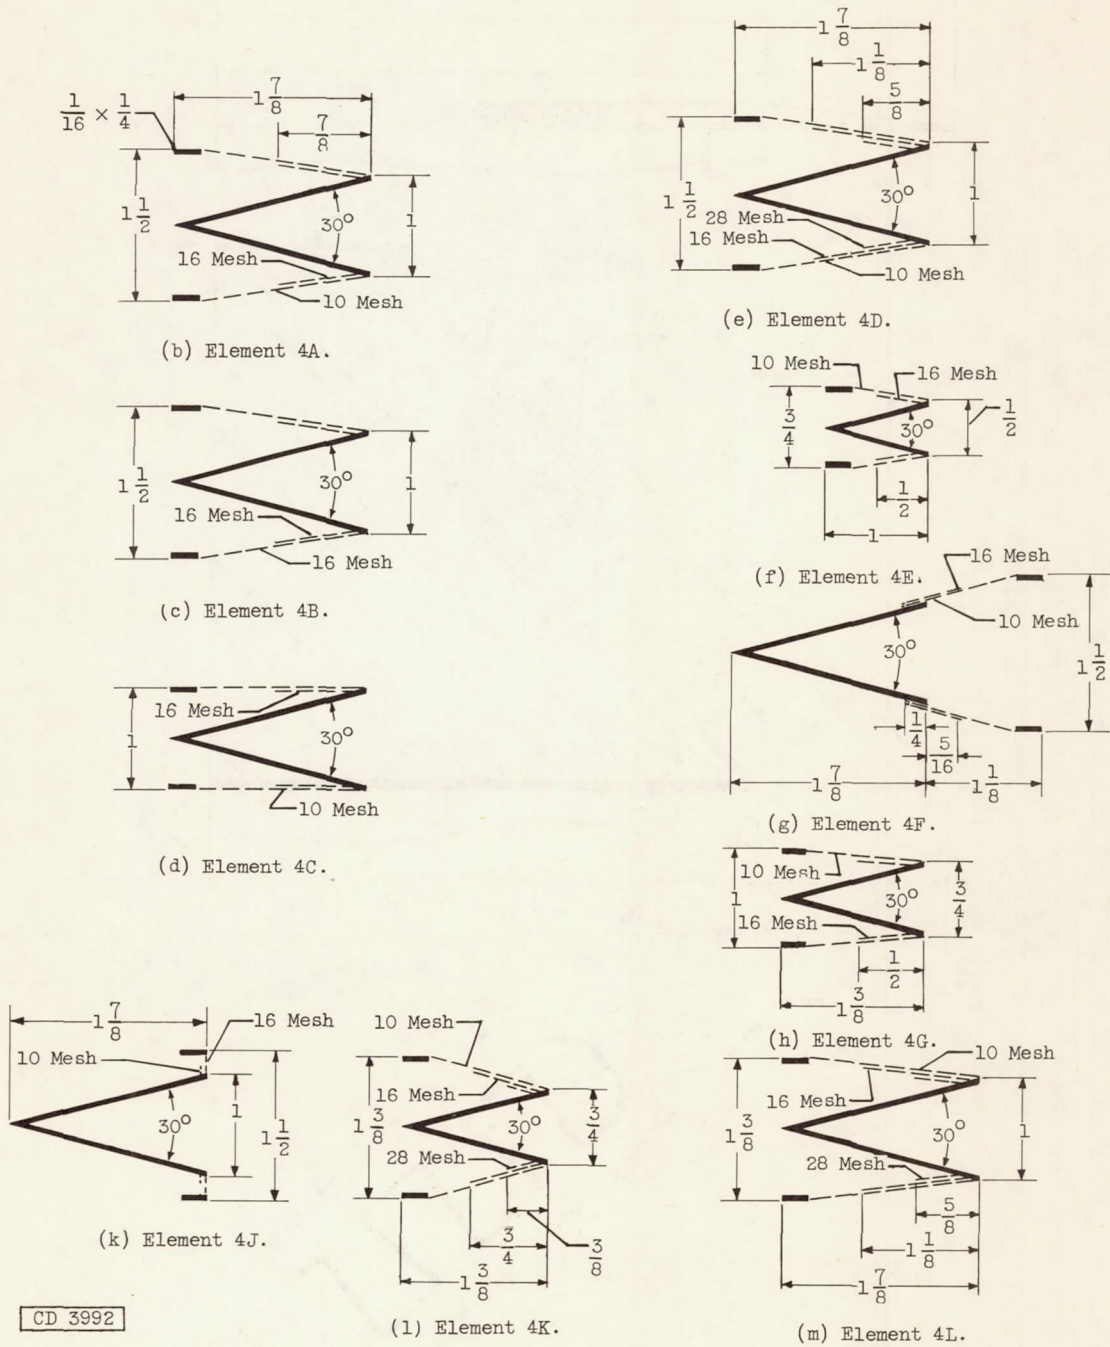 1 7/8
7/8
1/16 × 1/4
1 1/2
30°
1
16 Mesh
10 Mesh
(b) Element 4A.
1 1/2
30°
1
16 Mesh
16 Mesh
(c) Element 4B.
1
16 Mesh
30°
10 Mesh
(d) Element 4C.
1 7/8
1 1/8
5/8
1 1/2
30°
1
28 Mesh
16 Mesh
10 Mesh
(e) Element 4D.
10 Mesh
16 Mesh
3/4
30°
1/2
1/2
1
(f) Element 4E.
16 Mesh
10 Mesh
30°
1 1/2
1/4
5/16
1 7/8
1 1/8
(g) Element 4F.
10 Mesh
1
30°
3/4
16 Mesh
1/2
1 3/8
(h) Element 4G.
1 7/8
16 Mesh
10 Mesh
30°
1
1 1/2
(k) Element 4J.
10 Mesh
16 Mesh
1 3/8
30°
3/4
28 Mesh
3/4
3/8
1 3/8
(l) Element 4K.
10 Mesh
16 Mesh
1 3/8
30°
1
28 Mesh
5/8
1 1/8
1 7/8
(m) Element 4L.
CD 3992